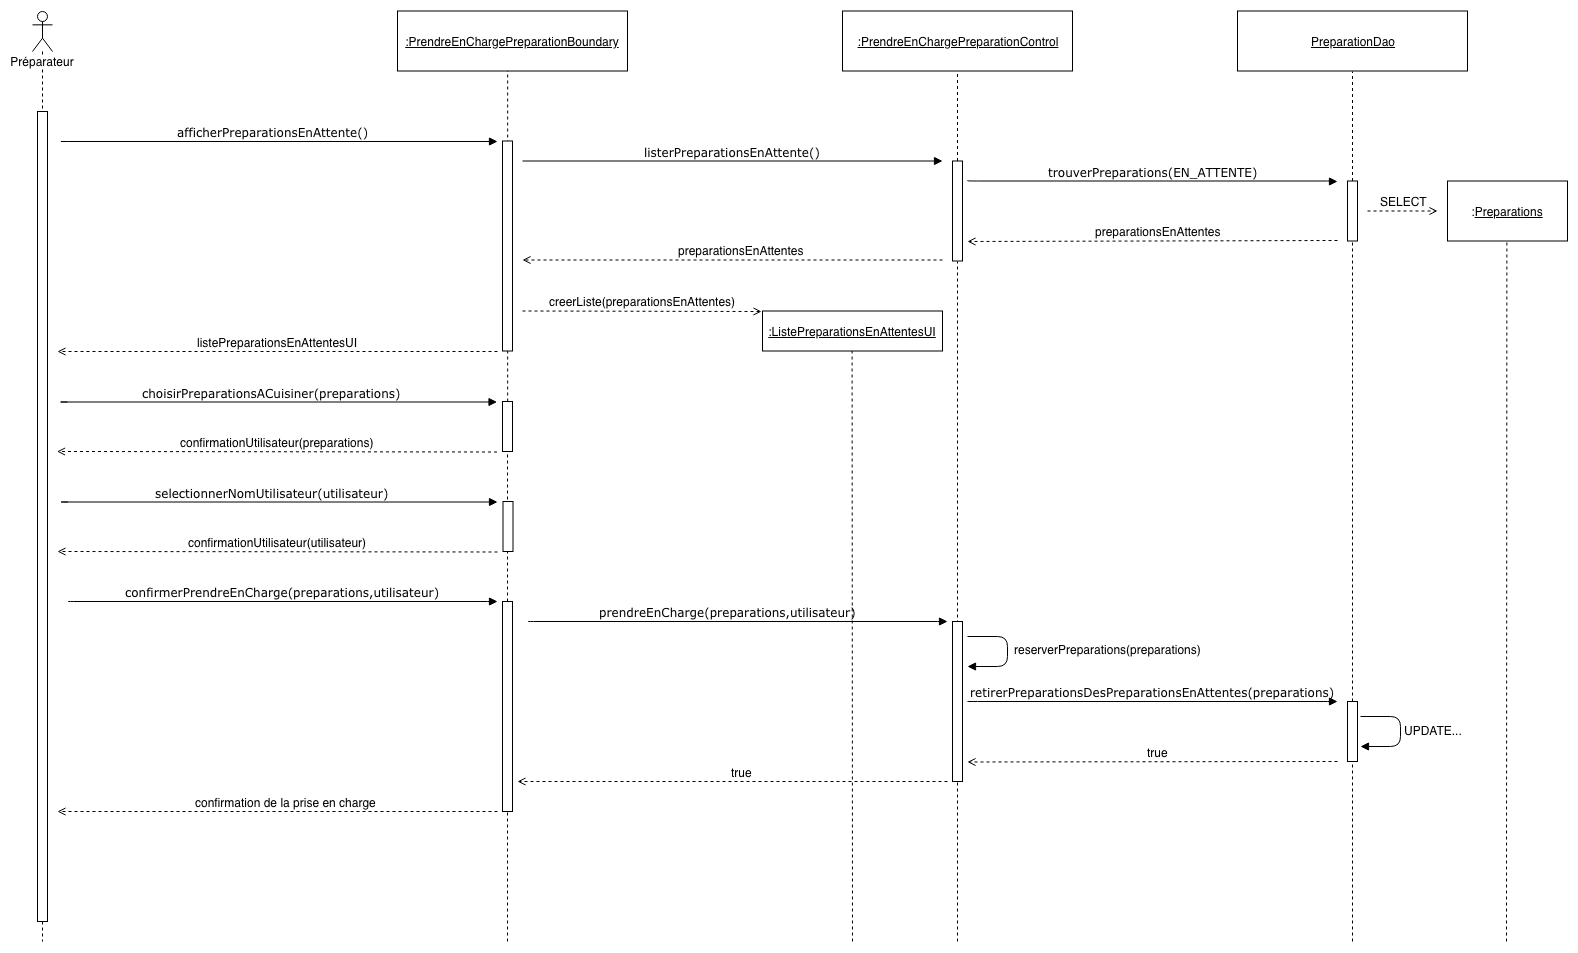 Préparateur
:PrendreEnChargePreparationBoundary
:PrendreEnChargePreparationControl
PreparationDao
afficherPreparationsEnAttente()
listerPreparationsEnAttente()
trouverPreparations(EN_ATTENTE)
SELECT
:Preparations
preparationsEnAttentes
preparationsEnAttentes
creerListe(preparationsEnAttentes)
:ListePreparationsEnAttentesUI
listePreparationsEnAttentesUI
choisirPreparationsACuisiner(preparations)
confirmationUtilisateur(preparations)
selectionnerNomUtilisateur(utilisateur)
confirmationUtilisateur(utilisateur)
confirmerPrendreEnCharge(preparations,utilisateur)
prendreEnCharge(preparations,utilisateur)
reserverPreparations(preparations)
retirerPreparationsDesPreparationsEnAttentes(preparations)
UPDATE...
true
true
confirmation de la prise en charge